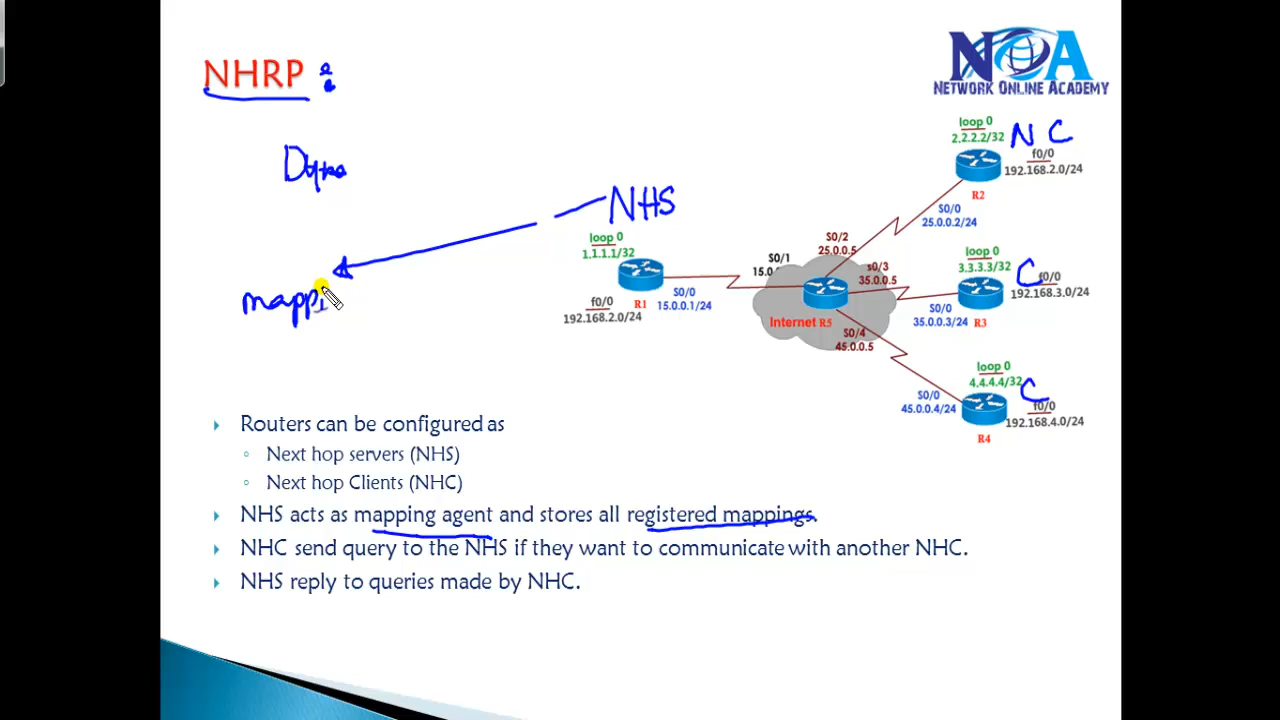 NHRP :
NOA
NETWORK ONLINE ACADEMY
NHS
mappi
loop 0
1.1.1.1/32
f0/0
192.168.2.0/24
R1
S0/0
15.0.0.1/24
S0/1
15.0
S0/2
25.0.0.5
s0/3
35.0.0.5
Internet R5
S0/4
45.0.0.5
loop 0
2.2.2.2/32
N C
f0/0
192.168.2.0/24
R2
S0/0
25.0.0.2/24
loop 0
3.3.3.3/32
C
f0/0
192.168.3.0/24
S0/0
35.0.0.3/24
R3
loop 0
4.4.4.4/32
C
f0/0
192.168.4.0/24
S0/0
45.0.0.4/24
R4
Routers can be configured as
Next hop servers (NHS)
Next hop Clients (NHC)
NHS acts as mapping agent and stores all registered mappings.
NHC send query to the NHS if they want to communicate with another NHC.
NHS reply to queries made by NHC.